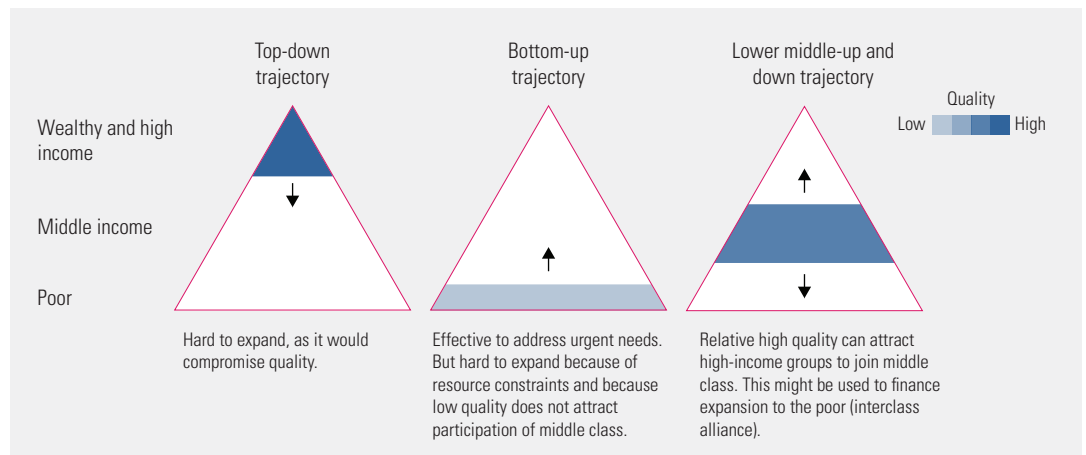 Top-down
trajectory
Bottom-up
trajectory
Lower middle-up and
down trajectory
Quality
Low
High
Wealthy and high
income
Middle income
Poor
Hard to expand, as it would
compromise quality.
Effective to address urgent needs.
But hard to expand because of
resource constraints and because
low quality does not attract
participation of middle class.
Relative high quality can attract
high-income groups to join middle
class. This might be used to finance
expansion to the poor (interclass
alliance).